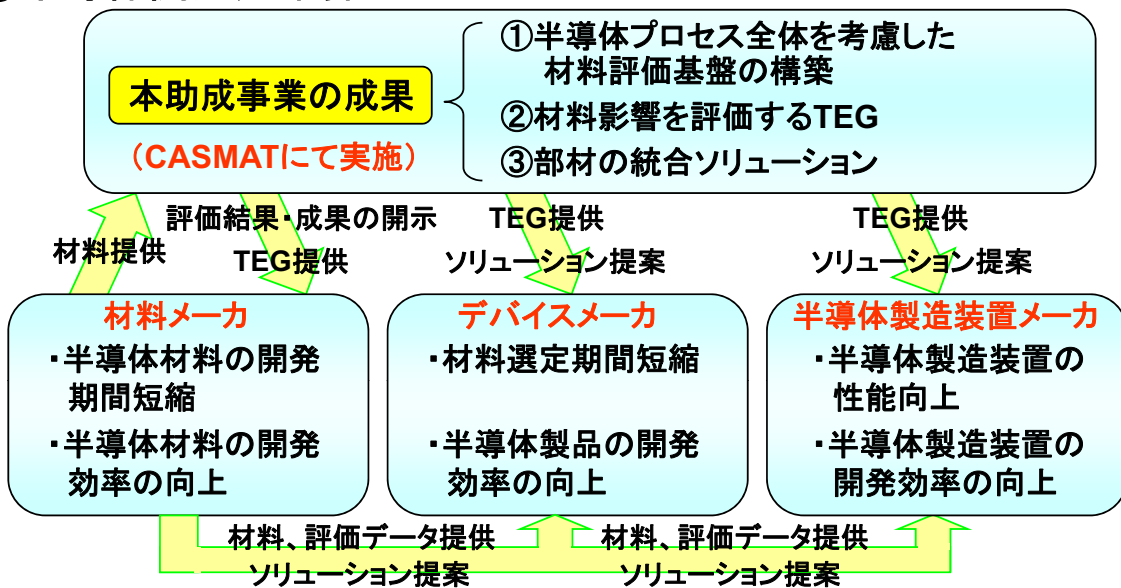 本助成事業の成果
(CASMATにて実施)
①半導体プロセス全体を考慮した
材料評価基盤の構築
②材料影響を評価するTEG
③部材の統合ソリューション
材料提供
評価結果・成果の開示
TEG提供
TEG提供
ソリューション提案
TEG提供
ソリューション提案
材料メーカ
・半導体材料の開発
期間短縮
・半導体材料の開発
効率の向上
デバイスメーカ
・材料選定期間短縮
・半導体製品の開発
効率の向上
半導体製造装置メーカ
・半導体製造装置の
性能向上
・半導体製造装置の
開発効率の向上
材料、評価データ提供
ソリューション提案
材料、評価データ提供
ソリューション提案